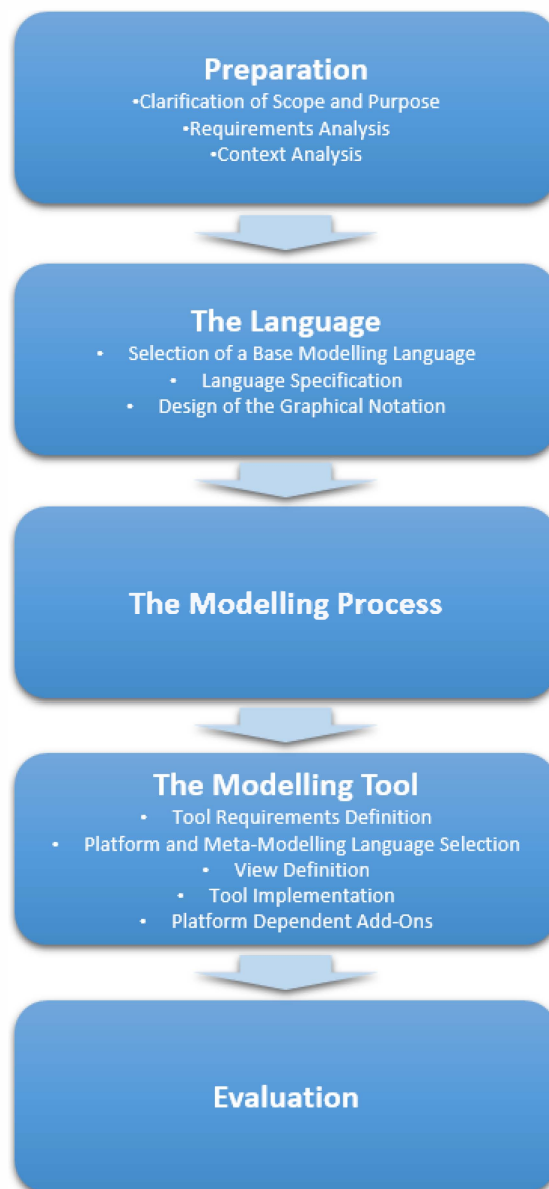 Preparation
•Clarification of Scope and Purpose
•Requirements Analysis
•Context Analysis
The Language
• Selection of a Base Modelling Language
• Language Specification
• Design of the Graphical Notation
The Modelling Process
The Modelling Tool
• Tool Requirements Definition
• Platform and Meta-Modelling Language Selection
• View Definition
• Tool Implementation
• Platform Dependent Add-Ons
Evaluation